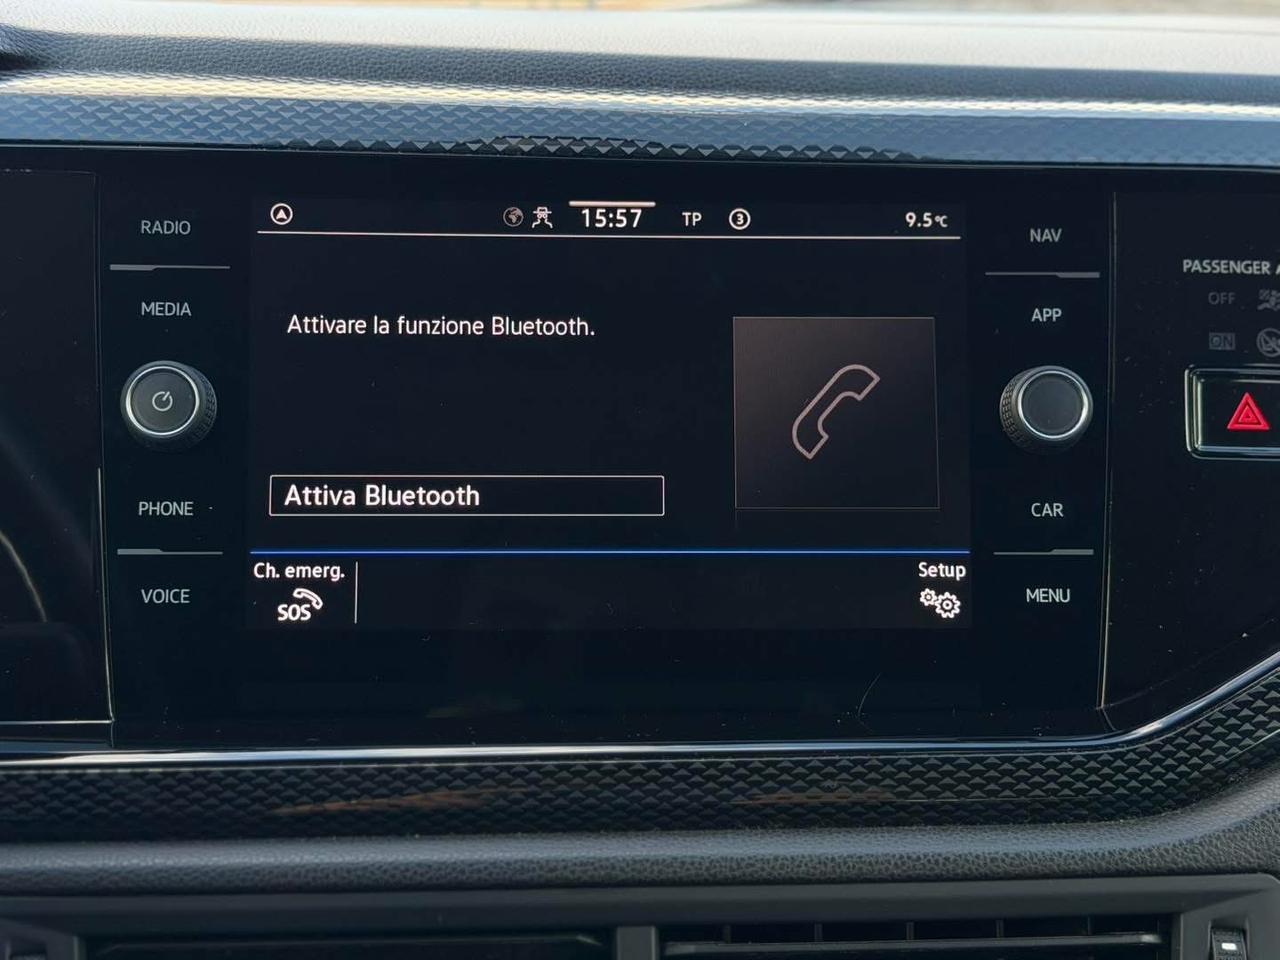 RADIO
MEDIA
PHONE
VOICE
15:57 TP 3 9.5°C
Attivare la funzione Bluetooth.
Attiva Bluetooth
Ch. emerg.
SOS
Setup
NAV
APP
CAR
MENU
PASSENGER
OFF
ON